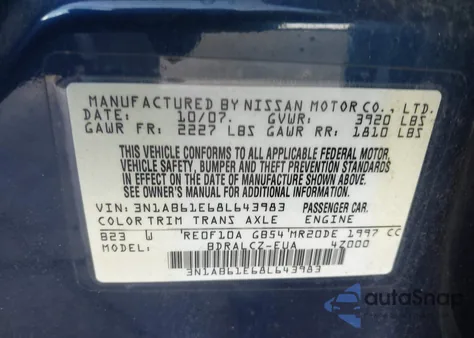 MANUFACTURED BY NISSAN MOTOR CO., LTD.
DATE: 10/07. GVWR: 3920 LBS
GAWR FR: 2227 LBS GAWR RR: 1810 LBS
THIS VEHICLE CONFORMS TO ALL APPLICABLE FEDERAL MOTOR
VEHICLE SAFETY, BUMPER AND THEFT PREVENTION STANDARDS
IN EFFECT ON THE DATE OF MANUFACTURE SHOWN ABOVE.
SEE OWNER'S MANUAL FOR ADDITIONAL INFORMATION.
VIN: 3N1AB61E68L643983 PASSENGER CAR.
COLOR TRIM TRANS AXLE ENGINE
B23 W RE0F10A GB54 MR20DE 1997 CC
MODEL: BDRALCZ-EUA 4Z000
3N1AB61E68L643983
autoSnap
Powered by